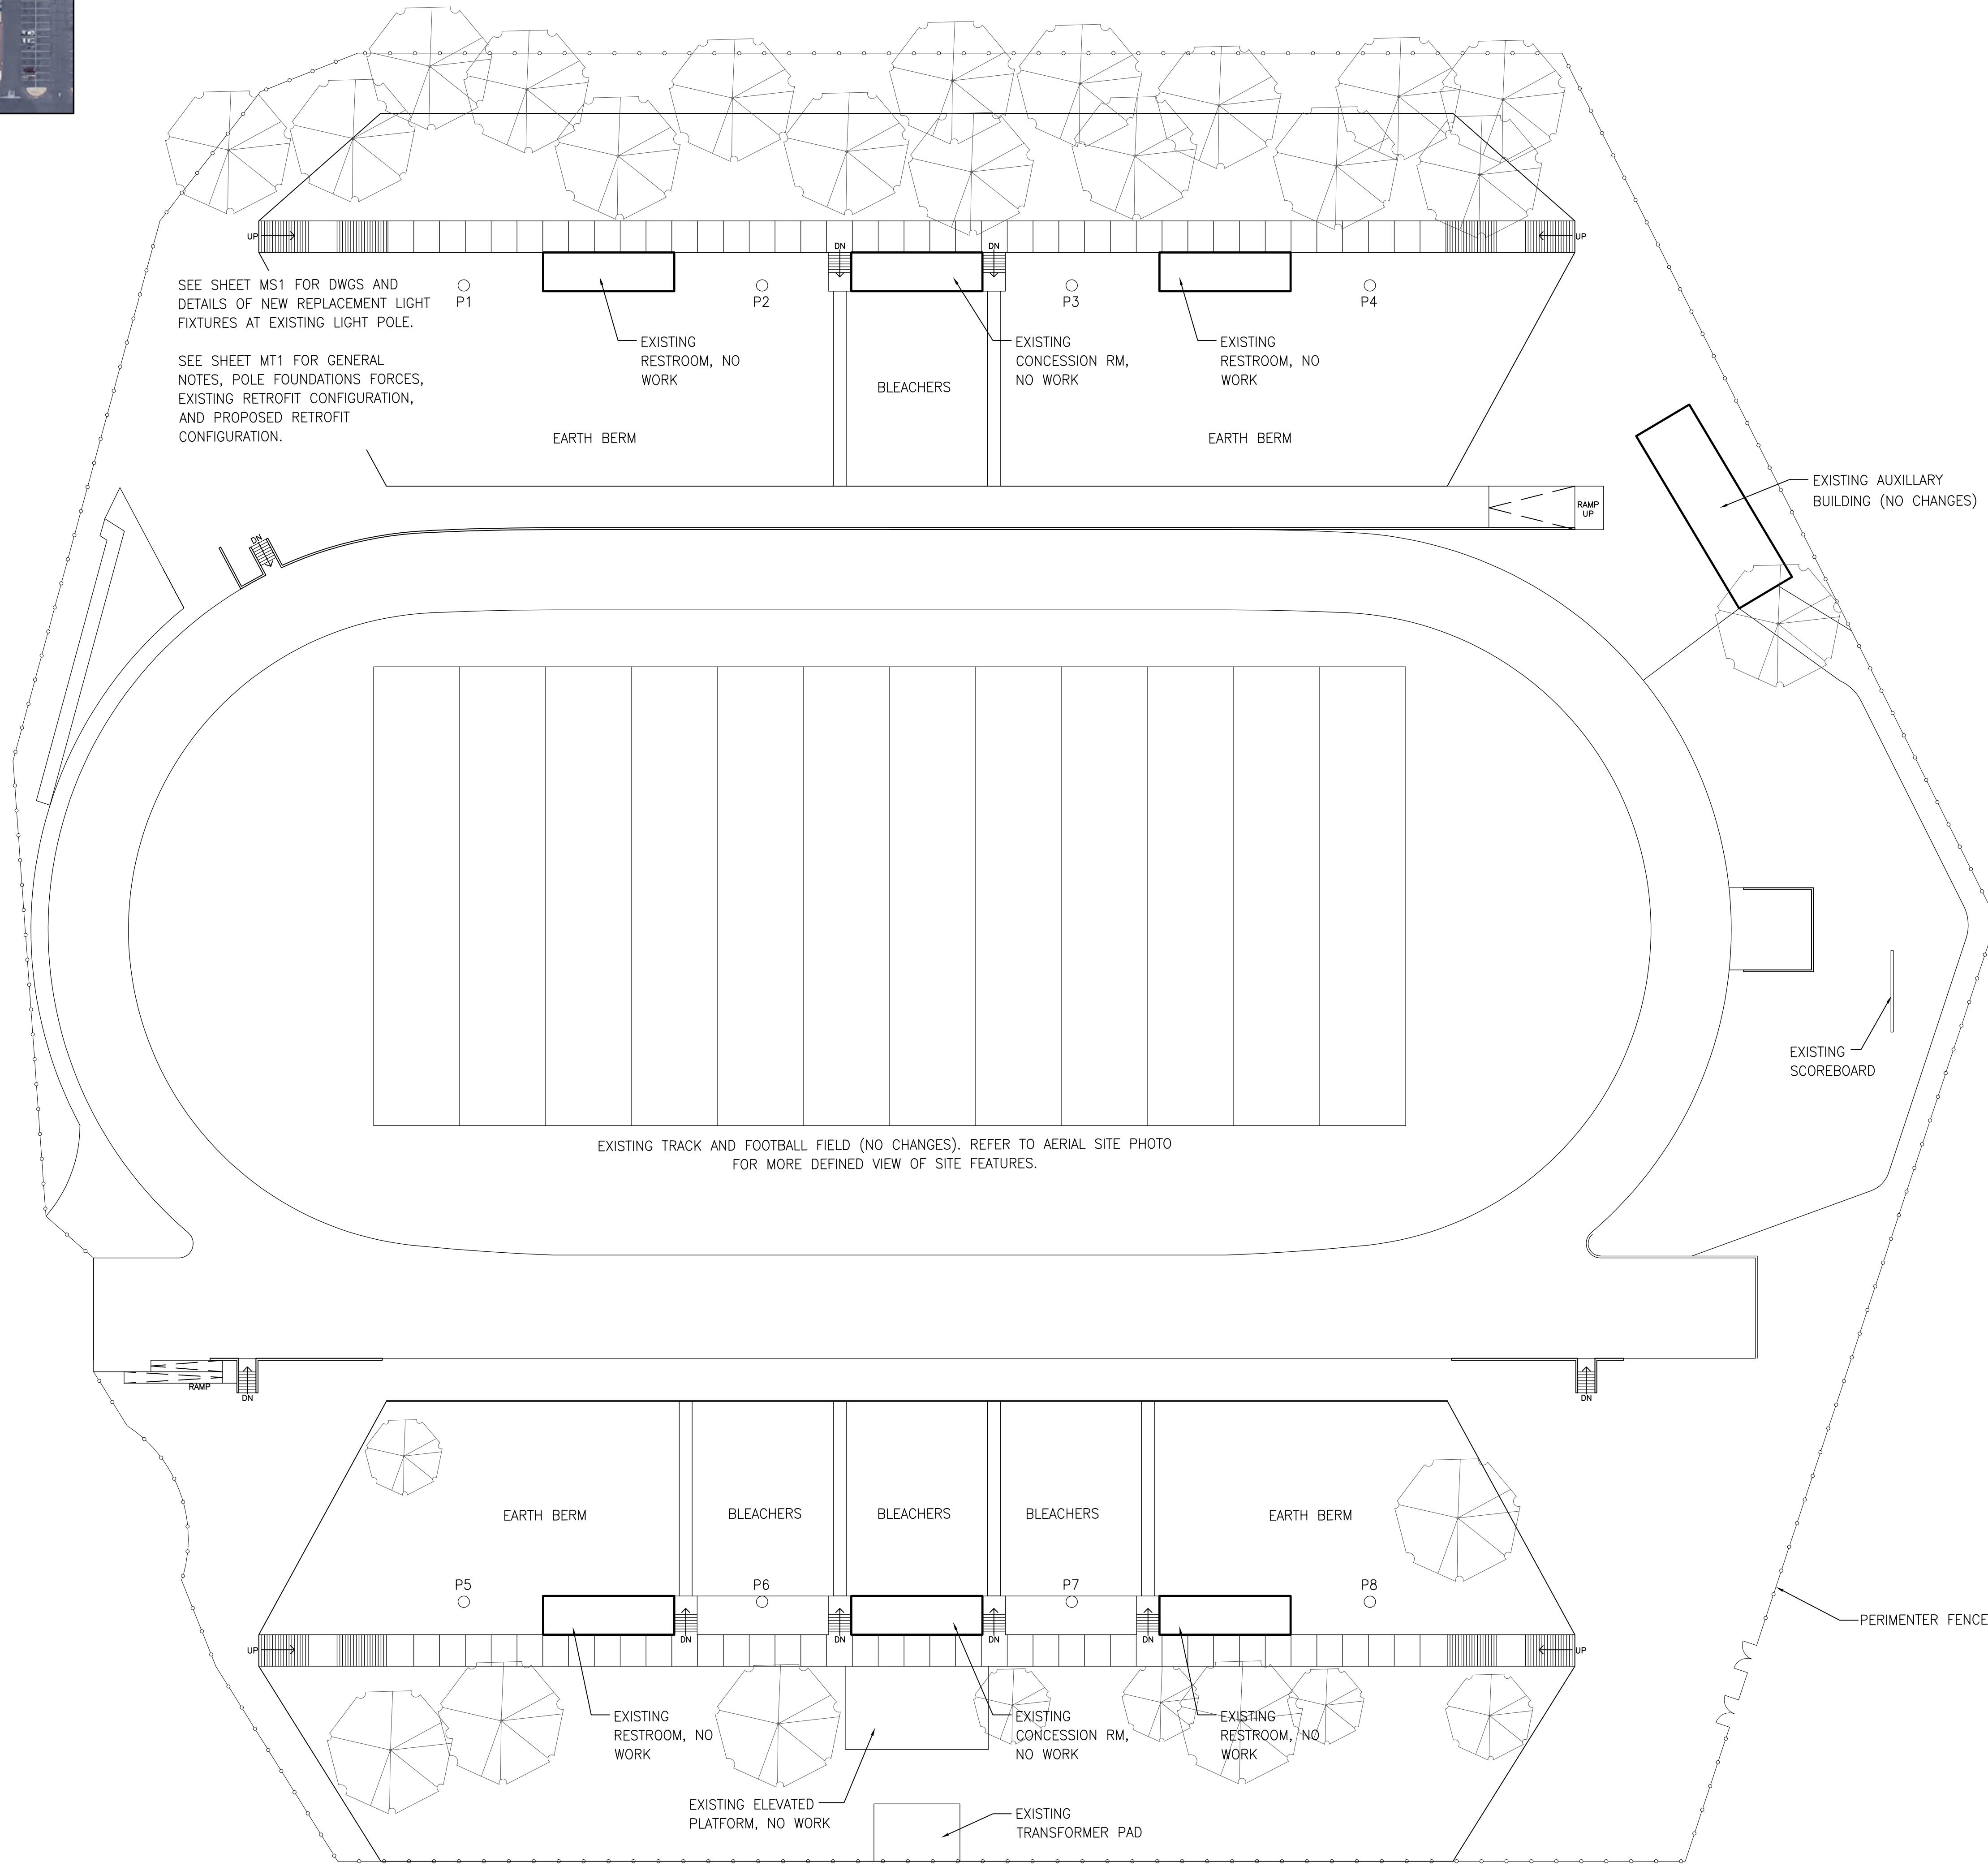 UP
DN
DN
UP
SEE SHEET MS1 FOR DWGS AND
DETAILS OF NEW REPLACEMENT LIGHT
FIXTURES AT EXISTING LIGHT POLE.
SEE SHEET MT1 FOR GENERAL
NOTES, POLE FOUNDATIONS FORCES,
EXISTING RETROFIT CONFIGURATION,
AND PROPOSED RETROFIT
CONFIGURATION.
P1
P2
P3
P4
EXISTING
RESTROOM, NO
WORK
EXISTING
CONCESSION RM,
NO WORK
EXISTING
RESTROOM, NO
WORK
BLEACHERS
EARTH BERM
EARTH BERM
EXISTING AUXILLARY
BUILDING (NO CHANGES)
RAMP
UP
DN
EXISTING
SCOREBOARD
EXISTING TRACK AND FOOTBALL FIELD (NO CHANGES). REFER TO AERIAL SITE PHOTO
FOR MORE DEFINED VIEW OF SITE FEATURES.
RAMP
DN
DN
EARTH BERM
BLEACHERS
BLEACHERS
BLEACHERS
EARTH BERM
P5
P6
P7
P8
PERIMENTER FENCE
UP
DN
DN
DN
DN
UP
EXISTING
RESTROOM, NO
WORK
EXISTING
CONCESSION RM,
NO WORK
EXISTING
RESTROOM, NO
WORK
EXISTING ELEVATED
PLATFORM, NO WORK
EXISTING
TRANSFORMER PAD